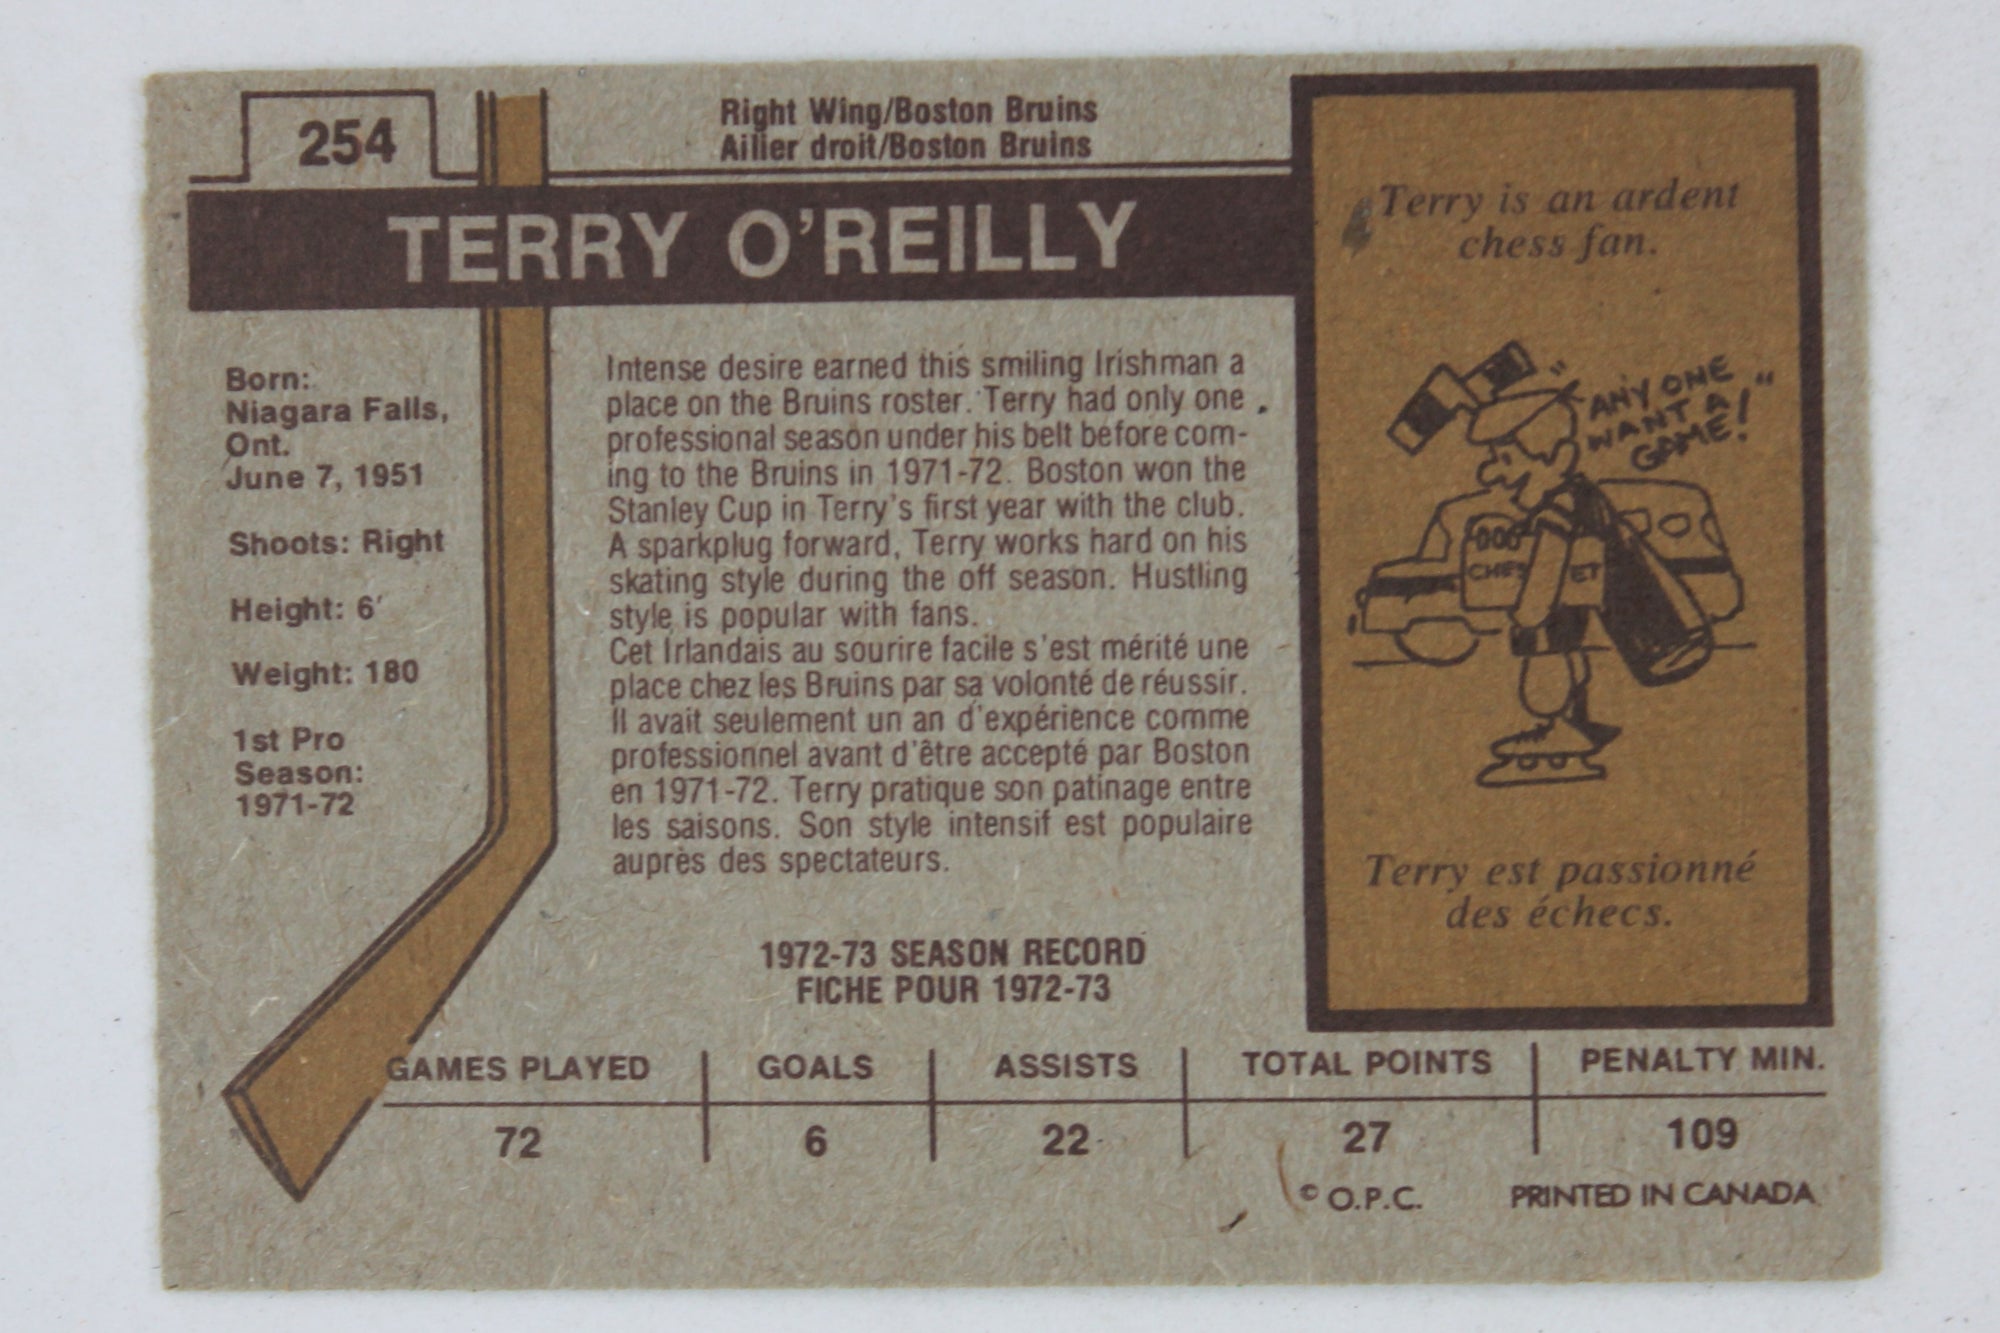 254
Right Wing/Boston Bruins
Ailier droit/Boston Bruins
TERRY O'REILLY
Born:
Niagara Falls,
Ont.
June 7, 1951
Shoots: Right
Height: 6'
Weight: 180
1st Pro
Season:
1971-72
Intense desire earned this smiling Irishman a
place on the Bruins roster. Terry had only one
professional season under his belt before com-
ing to the Bruins in 1971-72. Boston won the
Stanley Cup in Terry's first year with the club.
A sparkplug forward, Terry works hard on his
skating style during the off season. Hustling
style is popular with fans.
Cet Irlandais au sourire facile s'est mérité une
place chez les Bruins par sa volonté de réussir.
Il avait seulement un an d'expérience comme
professionnel avant d'être accepté par Boston
en 1971-72. Terry pratique son patinage entre
les saisons. Son style intensif est populaire
auprès des spectateurs.
Terry is an ardent
chess fan.
"ANY ONE
WANT A
GAME!"
CHES ET
Terry est passionné
des échecs.
1972-73 SEASON RECORD
FICHE POUR 1972-73
GAMES PLAYED GOALS ASSISTS TOTAL POINTS PENALTY MIN.
72 6 22 27 109
© O.P.C. PRINTED IN CANADA